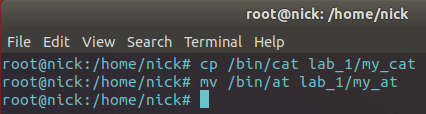 root@nick: /home/nick
File Edit View Search Terminal Help
root@nick:/home/nick# cp /bin/cat lab_1/my_cat
root@nick:/home/nick# mv /bin/at lab_1/my_at
root@nick:/home/nick#